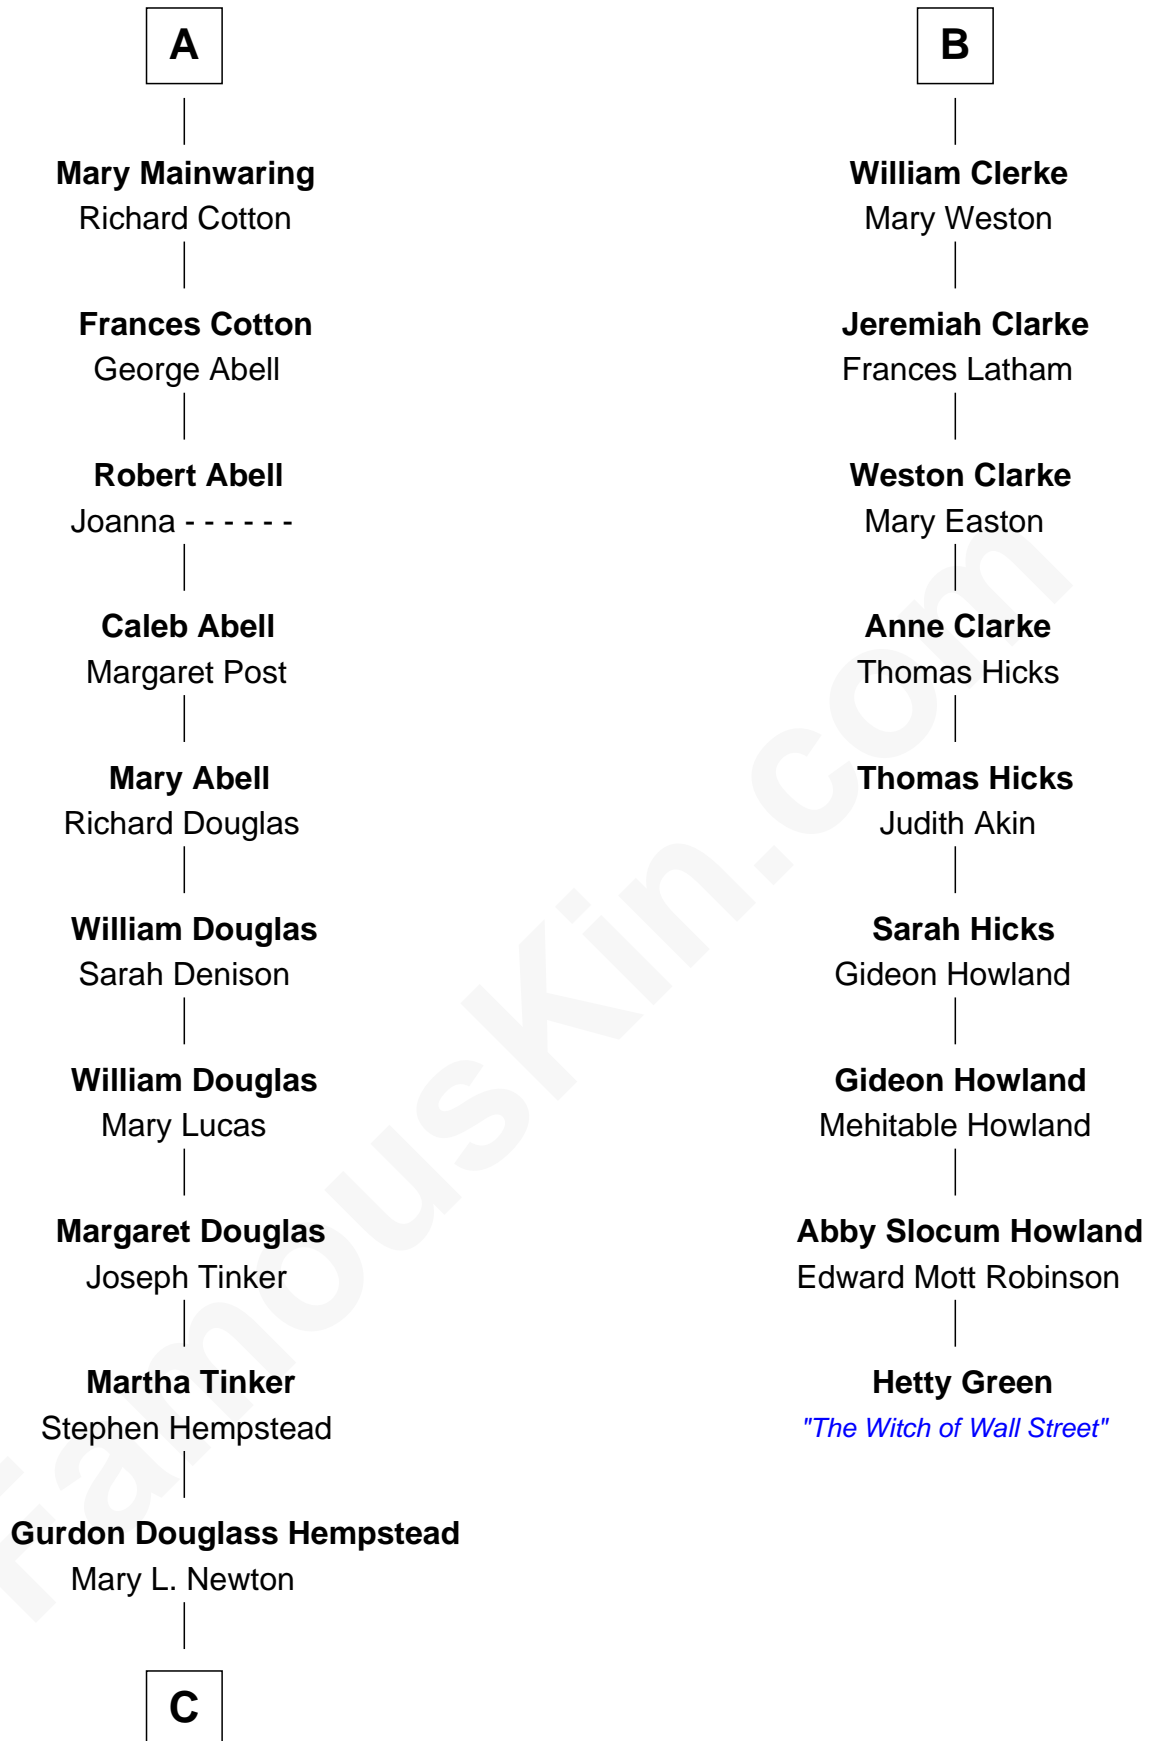 A
Mary Mainwaring
Richard Cotton
Frances Cotton
George Abell
Robert Abell
Joanna - - - - - -
Caleb Abell
Margaret Post
Mary Abell
Richard Douglas
William Douglas
Sarah Denison
William Douglas
Mary Lucas
Margaret Douglas
Joseph Tinker
Martha Tinker
Stephen Hempstead
Gurdon Douglass Hempstead
Mary L. Newton
C
B
William Clerke
Mary Weston
Jeremiah Clarke
Frances Latham
Weston Clarke
Mary Easton
Anne Clarke
Thomas Hicks
Thomas Hicks
Judith Akin
Sarah Hicks
Gideon Howland
Gideon Howland
Mehitable Howland
Abby Slocum Howland
Edward Mott Robinson
Hetty Green
"The Witch of Wall Street"
FamousKin.com